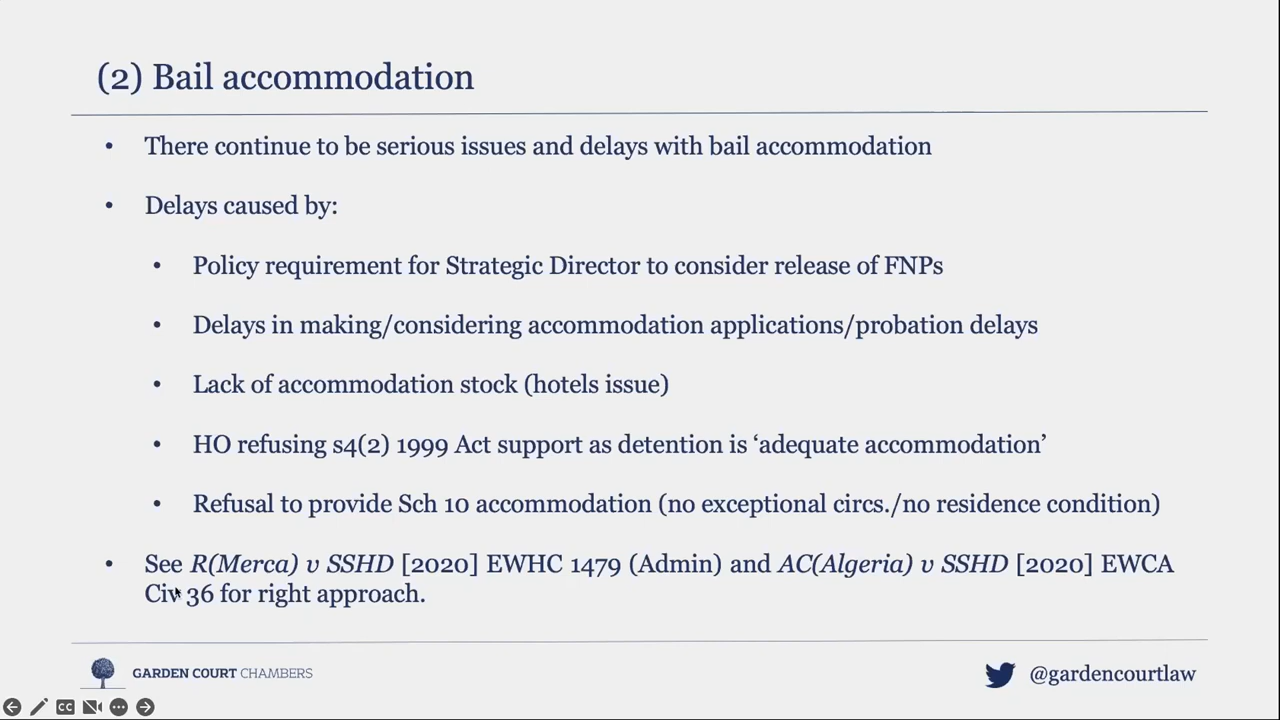 (2) Bail accommodation
• There continue to be serious issues and delays with bail accommodation
• Delays caused by:
• Policy requirement for Strategic Director to consider release of FNPs
• Delays in making/considering accommodation applications/probation delays
• Lack of accommodation stock (hotels issue)
• HO refusing s4(2) 1999 Act support as detention is ‘adequate accommodation’
• Refusal to provide Sch 10 accommodation (no exceptional circs./no residence condition)
• See R(Merca) v SSHD [2020] EWHC 1479 (Admin) and AC(Algeria) v SSHD [2020] EWCA
Civ 36 for right approach.
GARDEN COURT CHAMBERS
@gardencourtlaw
CC